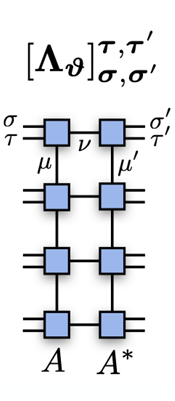 [Λ_ϑ]^{τ,τ′}_{σ,σ′}
σ σ′
τ ν τ′
μ μ′
A A*